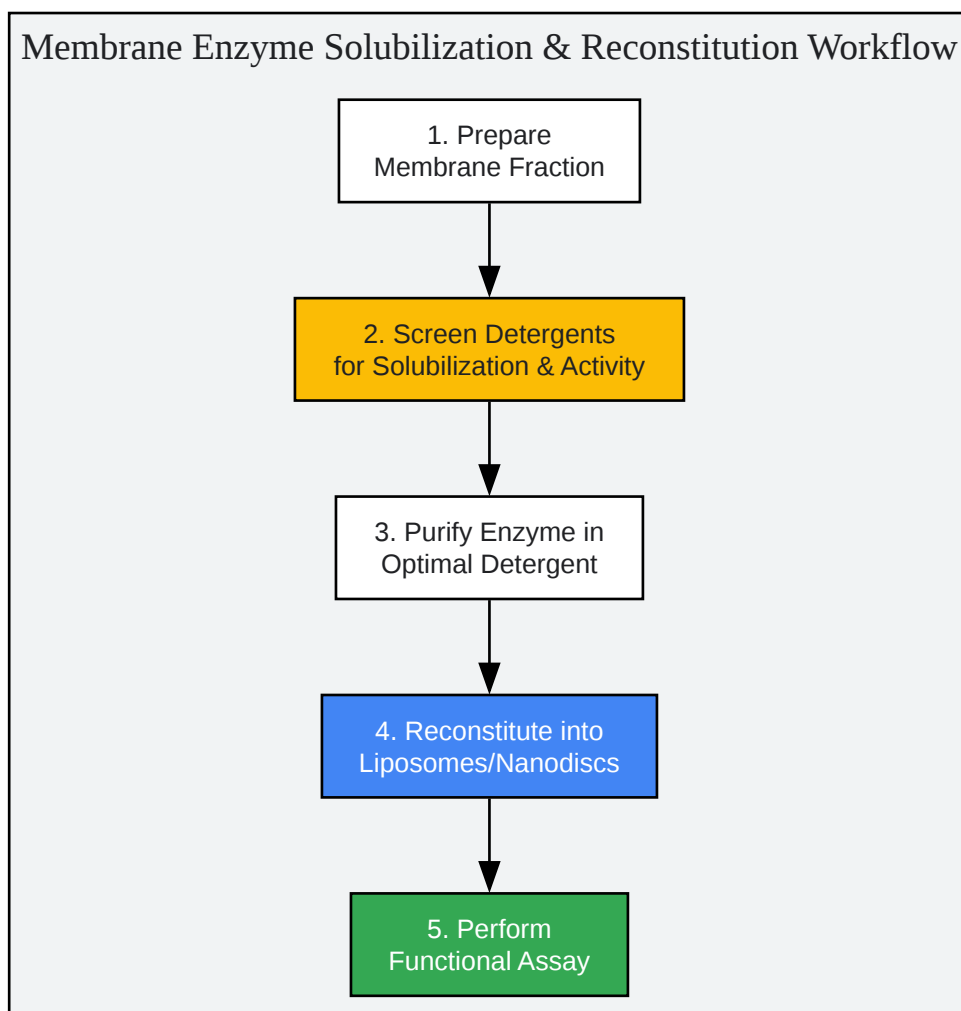 Membrane Enzyme Solubilization & Reconstitution Workflow
1. Prepare
Membrane Fraction
2. Screen Detergents
for Solubilization & Activity
3. Purify Enzyme in
Optimal Detergent
4. Reconstitute into
Liposomes/Nanodiscs
5. Perform
Functional Assay